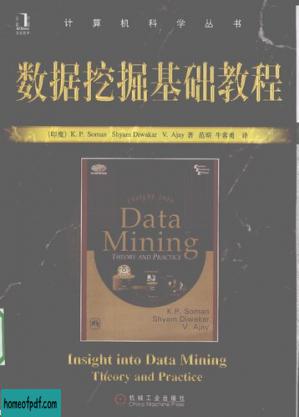 计算机科学丛书
数据挖掘基础教程
(印度) K. P. Soman Shyam Diwakar V. Ajay 著 范明 牛常勇 译
Insight into
Data
Mining
THEORY AND PRACTICE
K.P. Soman
Shyam Diwakar
V. Ajay
Insight into Data Mining
Theory and Practice
机械工业出版社
China Machine Press
homeofpdf.com